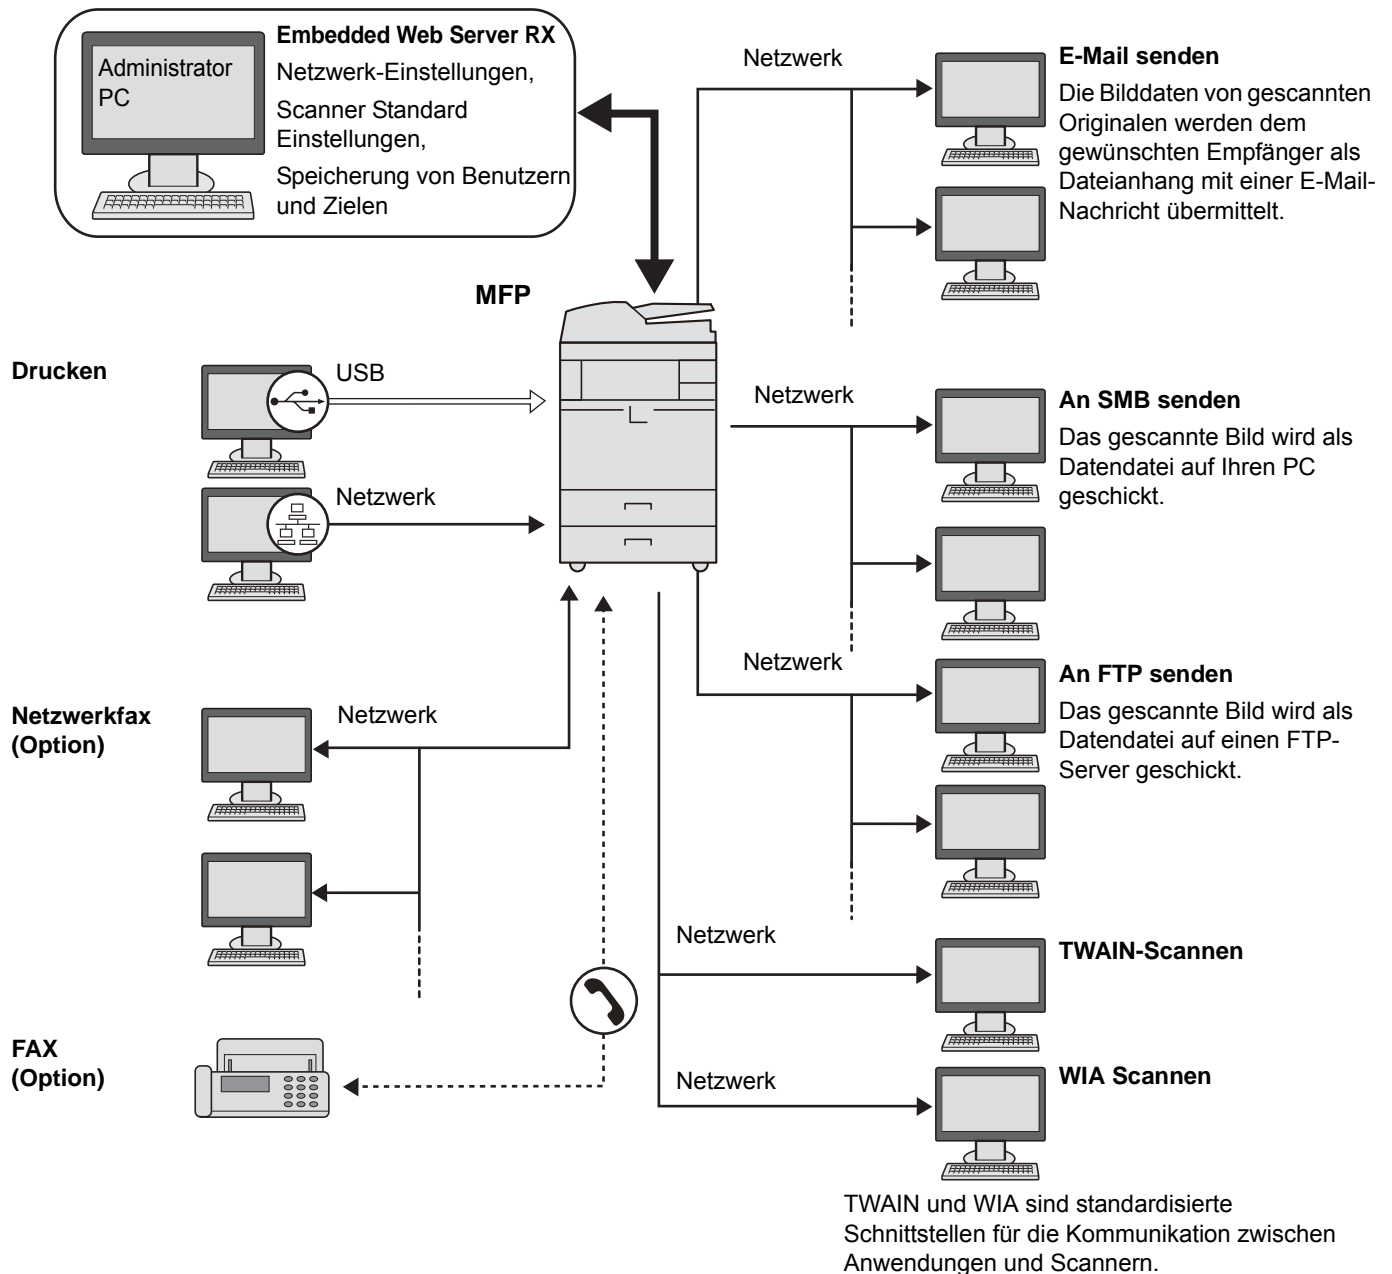 Embedded Web Server RX
Administrator
PC
Netzwerk-Einstellungen,
Scanner Standard
Einstellungen,
Speicherung von Benutzern
und Zielen
MFP
Drucken
USB
Netzwerk
Netzwerkfax
(Option)
Netzwerk
FAX
(Option)
Netzwerk
E-Mail senden
Die Bilddaten von gescannten
Originalen werden dem
gewünschten Empfänger als
Dateianhang mit einer E-Mail-
Nachricht übermittelt.
Netzwerk
An SMB senden
Das gescannte Bild wird als
Datendatei auf Ihren PC
geschickt.
Netzwerk
An FTP senden
Das gescannte Bild wird als
Datendatei auf einen FTP-
Server geschickt.
Netzwerk
TWAIN-Scannen
Netzwerk
WIA Scannen
TWAIN und WIA sind standardisierte
Schnittstellen für die Kommunikation zwischen
Anwendungen und Scannern.